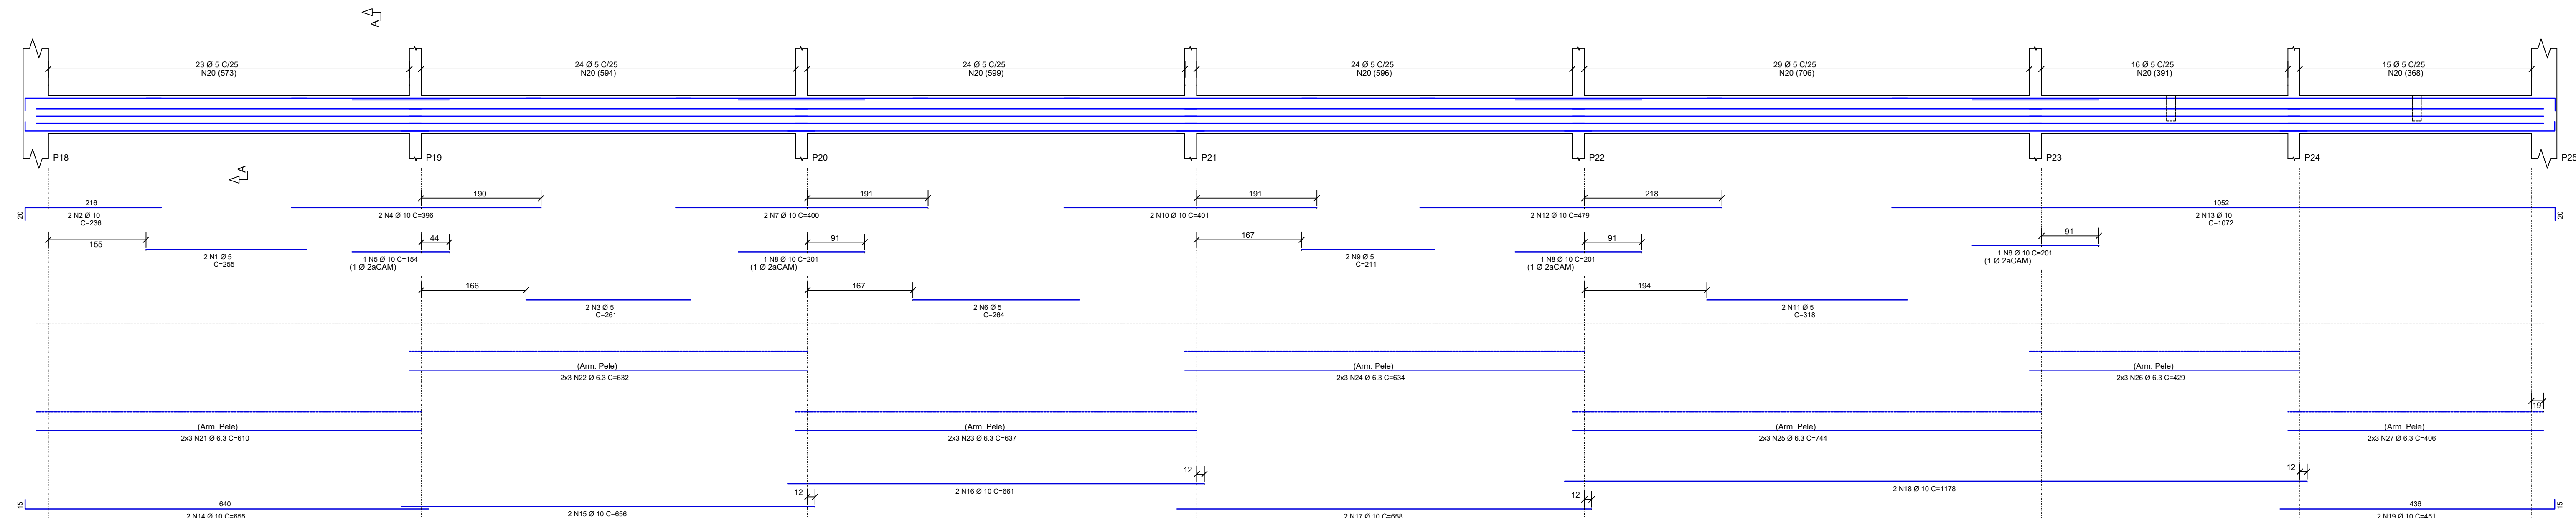 A
23 Ø 5 C/25
N20 (573)
24 Ø 5 C/25
N20 (594)
24 Ø 5 C/25
N20 (599)
24 Ø 5 C/25
N20 (596)
29 Ø 5 C/25
N20 (706)
16 Ø 5 C/25
N20 (391)
15 Ø 5 C/25
N20 (368)
P18
P19
P20
P21
P22
P23
P24
P25
A
216
20
2 N2 Ø 10
C=236
190
2 N4 Ø 10 C=396
191
2 N7 Ø 10 C=400
191
2 N10 Ø 10 C=401
218
2 N12 Ø 10 C=479
1052
2 N13 Ø 10
C=1072
20
155
2 N1 Ø 5
C=255
44
1 N5 Ø 10 C=154
(1 Ø 2aCAM)
91
1 N8 Ø 10 C=201
(1 Ø 2aCAM)
167
2 N9 Ø 5
C=211
91
1 N8 Ø 10 C=201
(1 Ø 2aCAM)
91
1 N8 Ø 10 C=201
(1 Ø 2aCAM)
166
2 N3 Ø 5
C=261
167
2 N6 Ø 5
C=264
194
2 N11 Ø 5
C=318
(Arm. Pele)
2x3 N22 Ø 6.3 C=632
(Arm. Pele)
2x3 N24 Ø 6.3 C=634
(Arm. Pele)
2x3 N26 Ø 6.3 C=429
(Arm. Pele)
2x3 N21 Ø 6.3 C=610
(Arm. Pele)
2x3 N23 Ø 6.3 C=637
(Arm. Pele)
2x3 N25 Ø 6.3 C=744
19
(Arm. Pele)
2x3 N27 Ø 6.3 C=406
12
2 N16 Ø 10 C=661
12
2 N18 Ø 10 C=1178
15
640
2 N14 Ø 10 C=655
12
2 N15 Ø 10 C=656
12
2 N17 Ø 10 C=658
436
2 N19 Ø 10 C=451
15